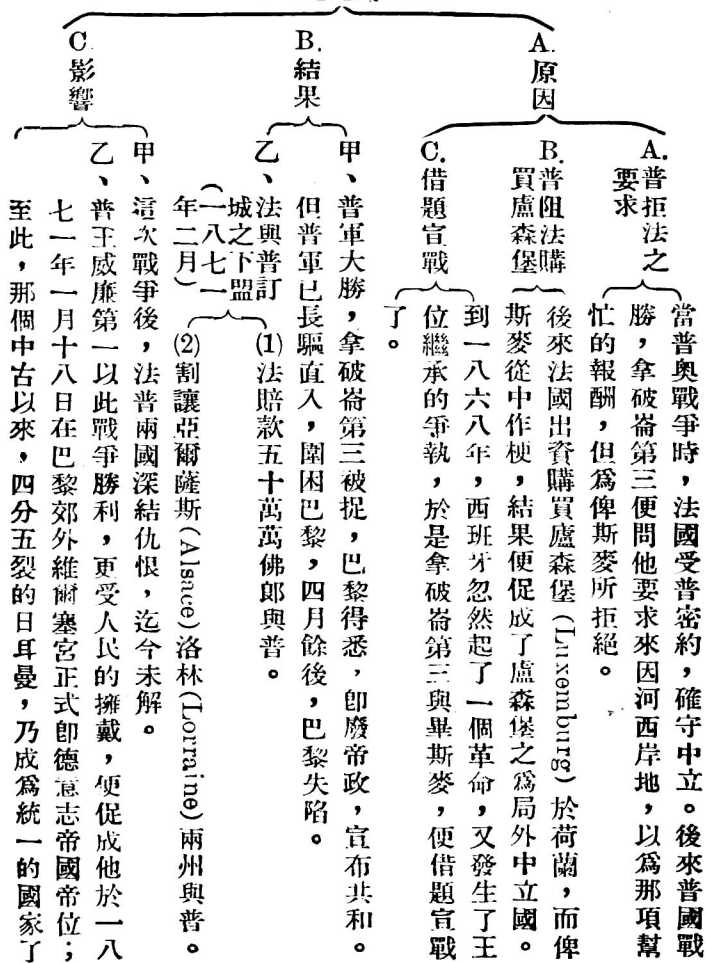 A.原因
A.普拒法之
要求
當普奧戰爭時，法國受普密約，確守中立。後來普國戰
勝，拿破崙第三便問他要求來因河西岸地，以爲那項幫
忙的報酬，但爲俾斯麥所拒絕。
B.普阻法購
買盧森堡
後來法國出資購買盧森堡(Luxemburg)於荷蘭，而俾
斯麥從中作梗，結果便促成了盧森堡之爲局外中立國。
C.借題宣戰
到一八六八年，西班牙忽然起了一個革命，又發生了王
位繼承的爭執，於是拿破崙第三與畢斯麥，便借題宣戰
了。
B.結果
甲、普軍大勝，拿破崙第三被捉，巴黎得悉，卽廢帝政，宣布共和。
但普軍已長驅直入，圍困巴黎，四月餘後，巴黎失陷。
乙、法與普訂
城之下盟
(一八七一
年二月)
(1)法賠款五十萬萬佛郎與普。
(2)割讓亞爾薩斯(Alsace)洛林(Lorraine)兩州與普。
C.影響
甲、這次戰爭後，法普兩國深結仇恨，迄今未解。
乙、普王威廉第一以此戰爭勝利，更受人民的擁戴，便促成他於一八
七一年一月十八日在巴黎郊外維爾塞宮正式卽德意志帝國帝位；
至此，那個中古以來，四分五裂的日耳曼，乃成爲統一的國家了